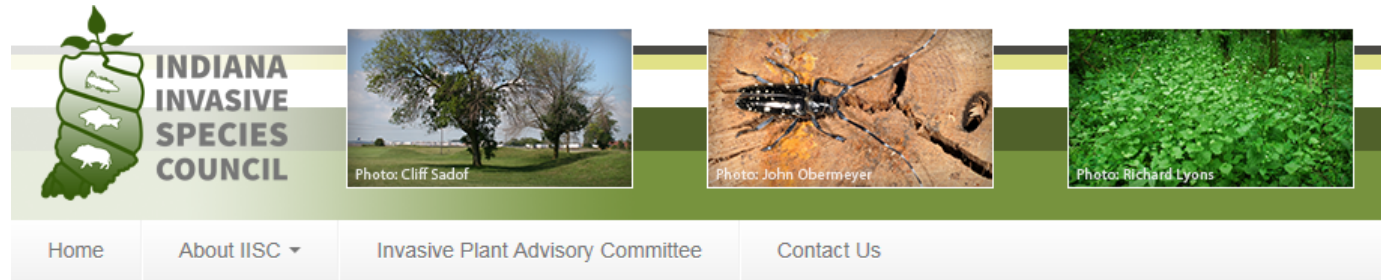 INDIANA
INVASIVE
SPECIES
COUNCIL
Photo: Cliff Sadof
Photo: John Obermeyer
Photo: Richard Lyons
Home
About IISC
Invasive Plant Advisory Committee
Contact Us